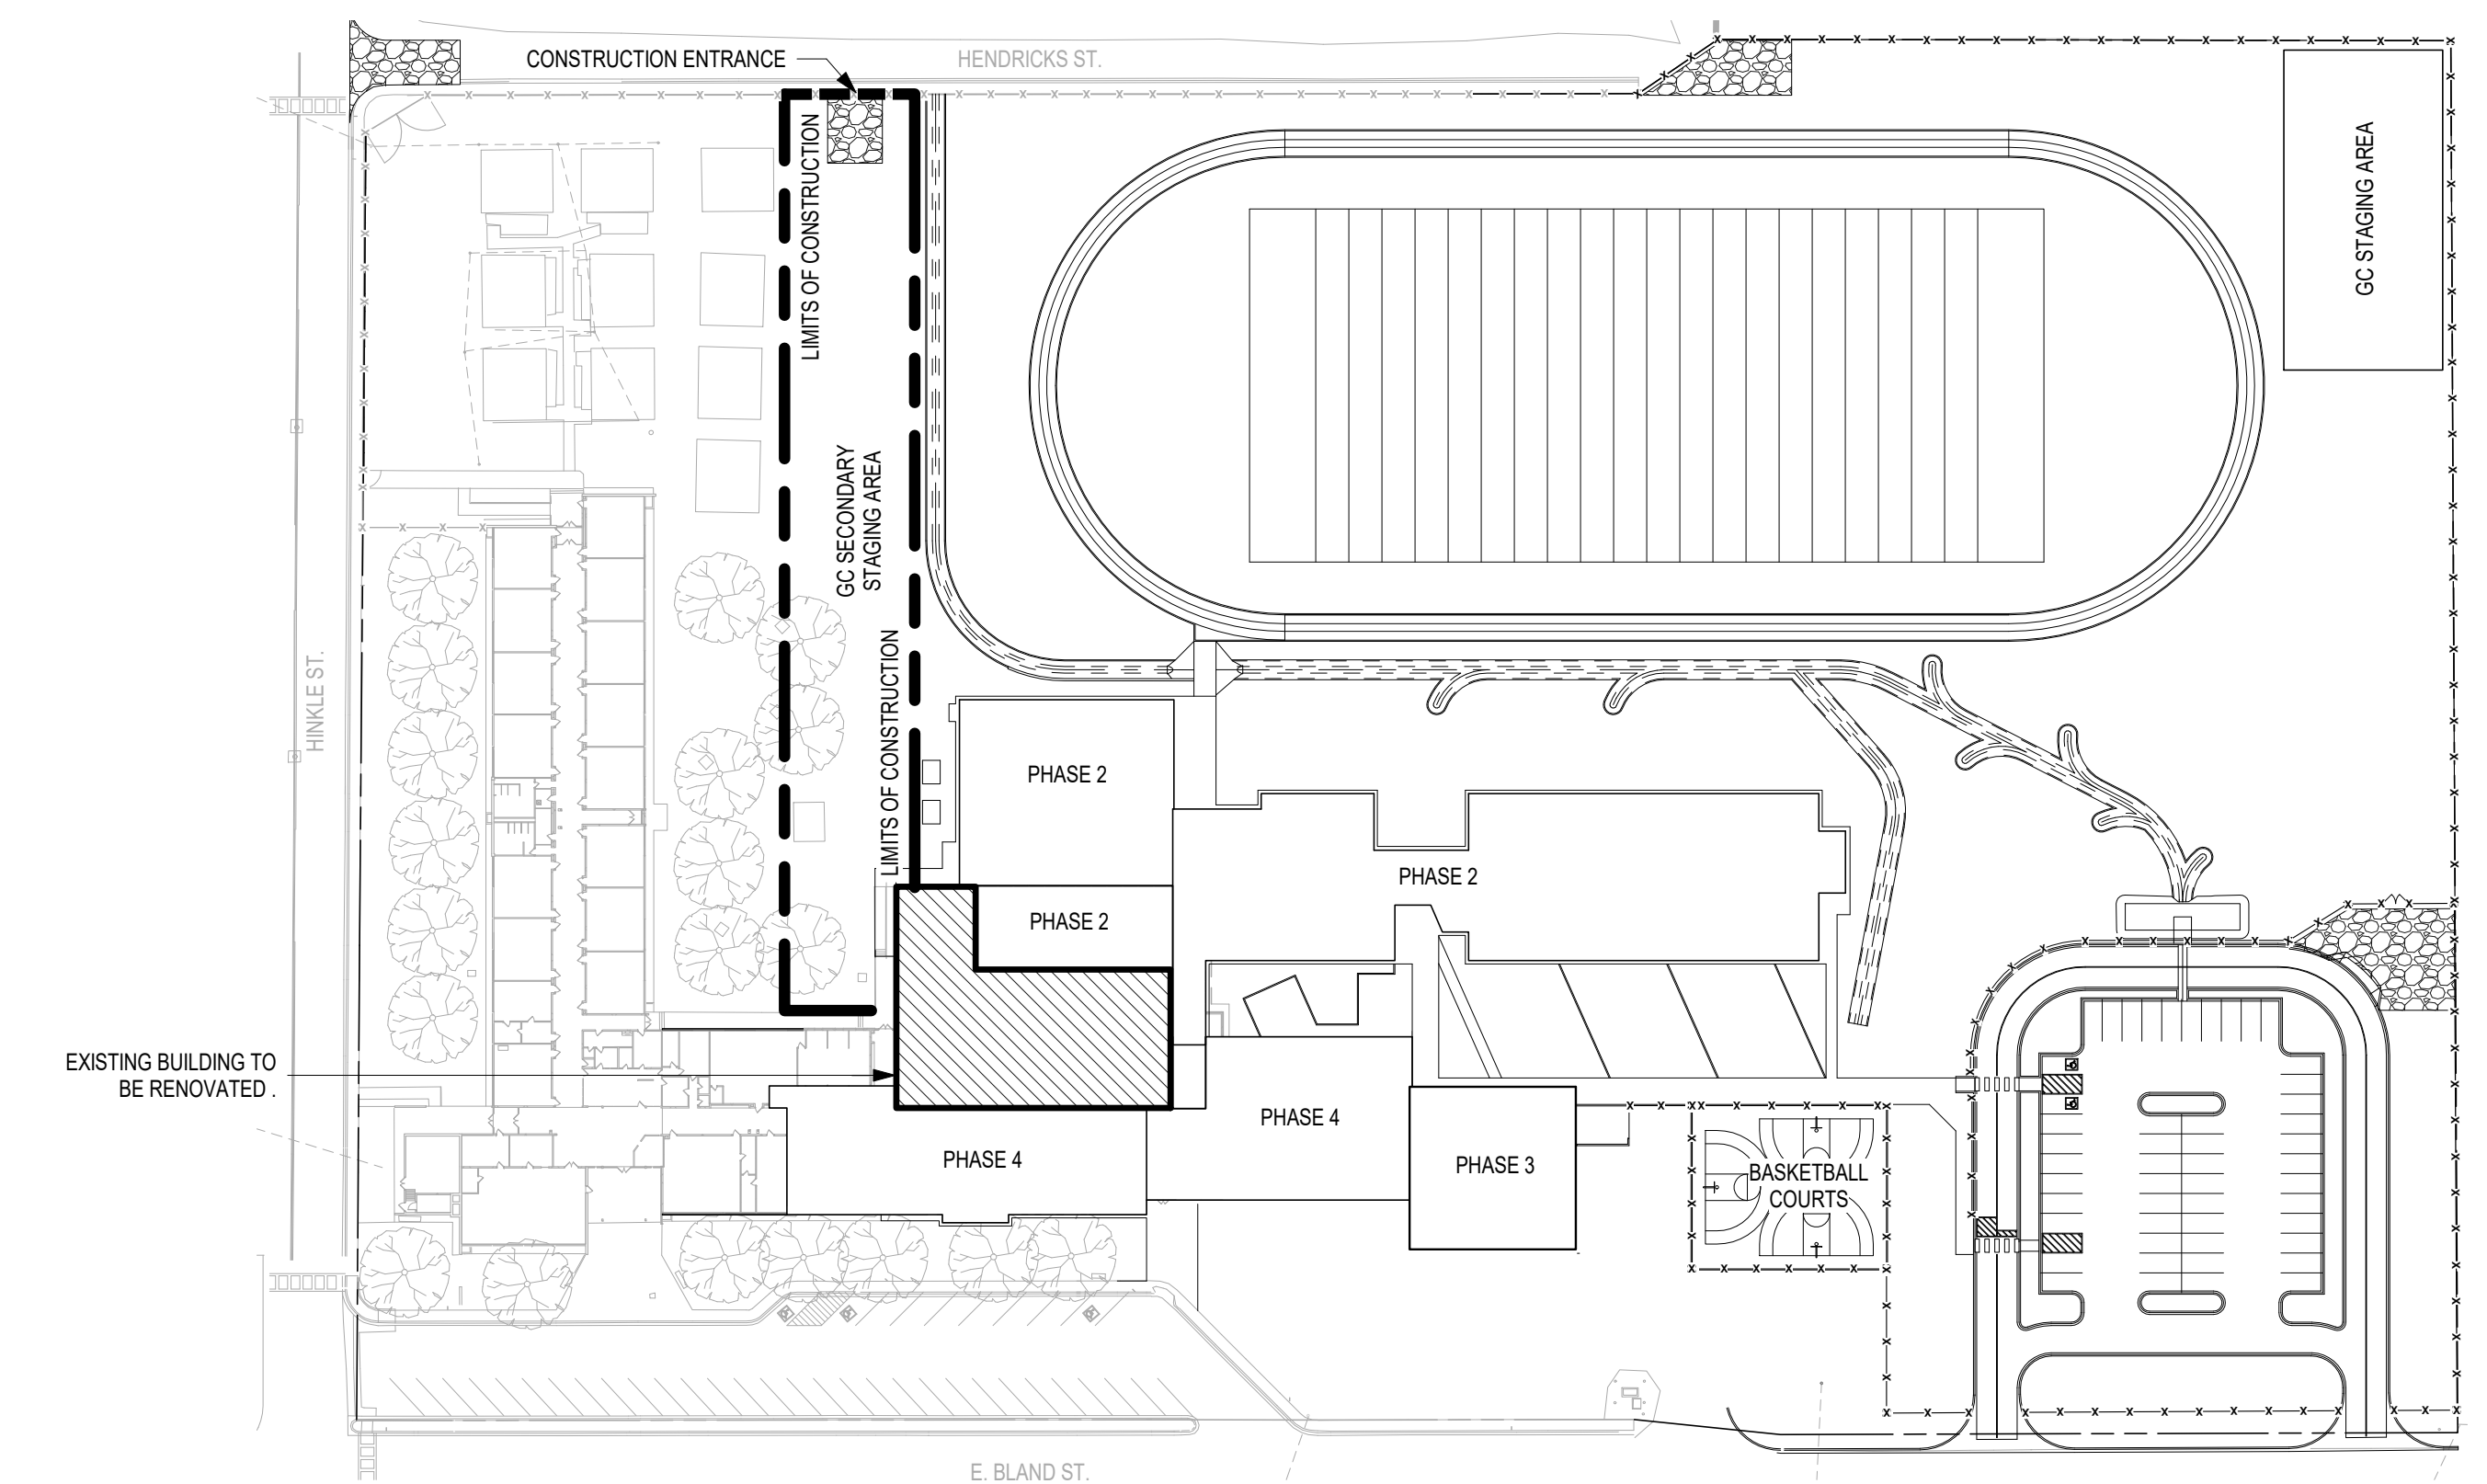 CONSTRUCTION ENTRANCE
HENDRICKS ST.
LIMITS OF CONSTRUCTION
GC STAGING AREA
GC SECONDARY
STAGING AREA
HINKLE ST.
LIMITS OF CONSTRUCTION
PHASE 2
PHASE 2
PHASE 2
EXISTING BUILDING TO
BE RENOVATED .
PHASE 4
PHASE 4
PHASE 3
BASKETBALL
COURTS
E. BLAND ST.